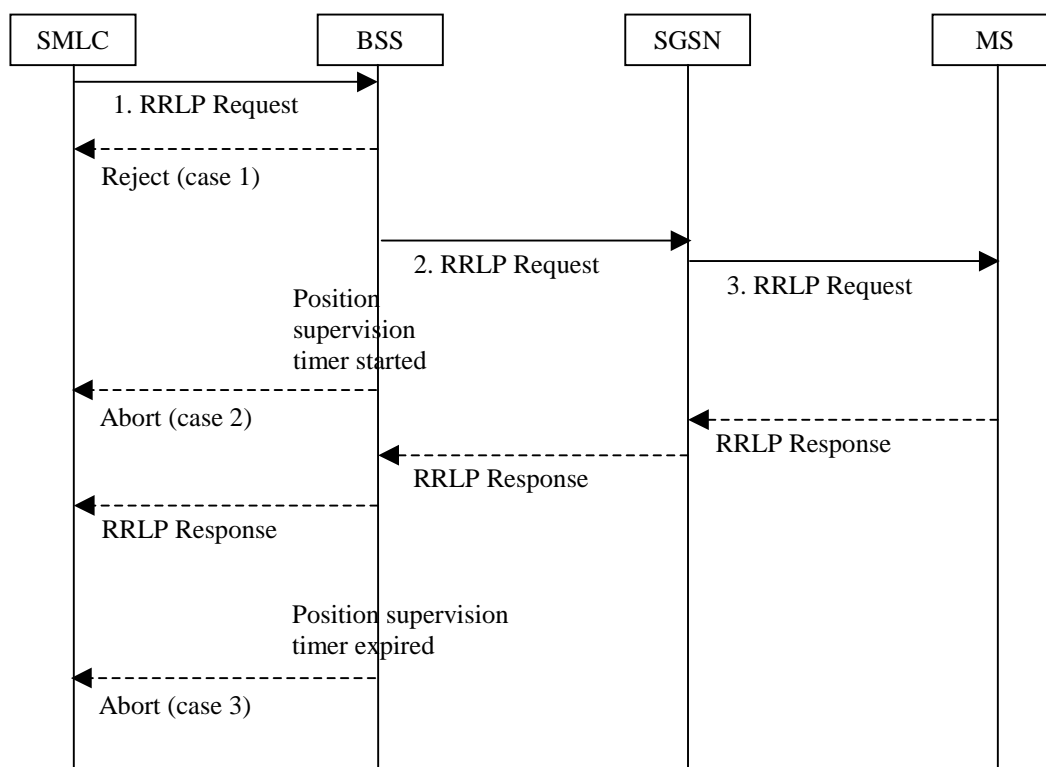 SMLC
BSS
SGSN
MS
1. RRLP Request
Reject (case 1)
2. RRLP Request
3. RRLP Request
Position
supervision
timer started
Abort (case 2)
RRLP Response
RRLP Response
RRLP Response
Position supervision
timer expired
Abort (case 3)